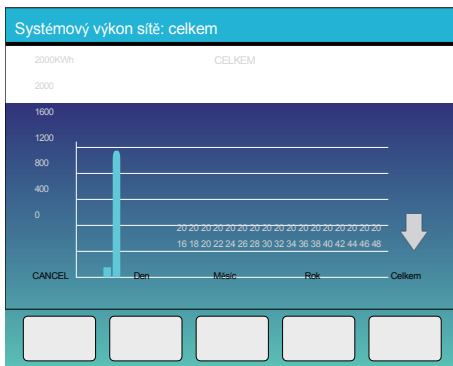 Systémový výkon sítě: celkem
2000KWh CELKEM
2000
1600
1200
800
400
0
20 20 20 20 20 20 20 20 20 20 20 20 20 20 20 20 20
16 18 20 22 24 26 28 30 32 34 36 38 40 42 44 46 48
CANCEL Den Měsíc Rok Celkem